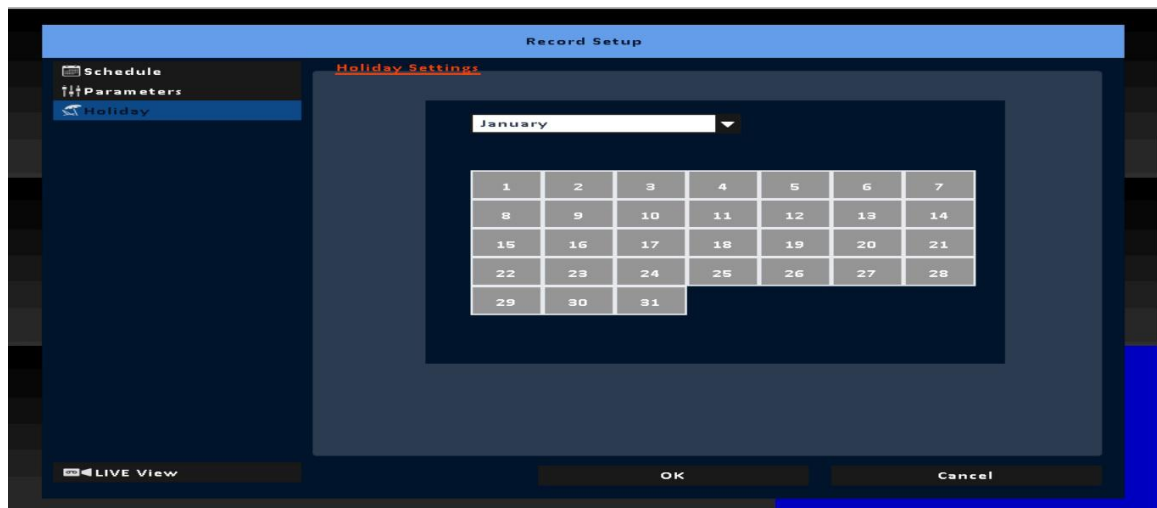 Record Setup
Schedule
Parameters
Holiday
Holiday Settings
January
1 2 3 4 5 6 7
8 9 10 11 12 13 14
15 16 17 18 19 20 21
22 23 24 25 26 27 28
29 30 31
LIVE View
OK
Cancel